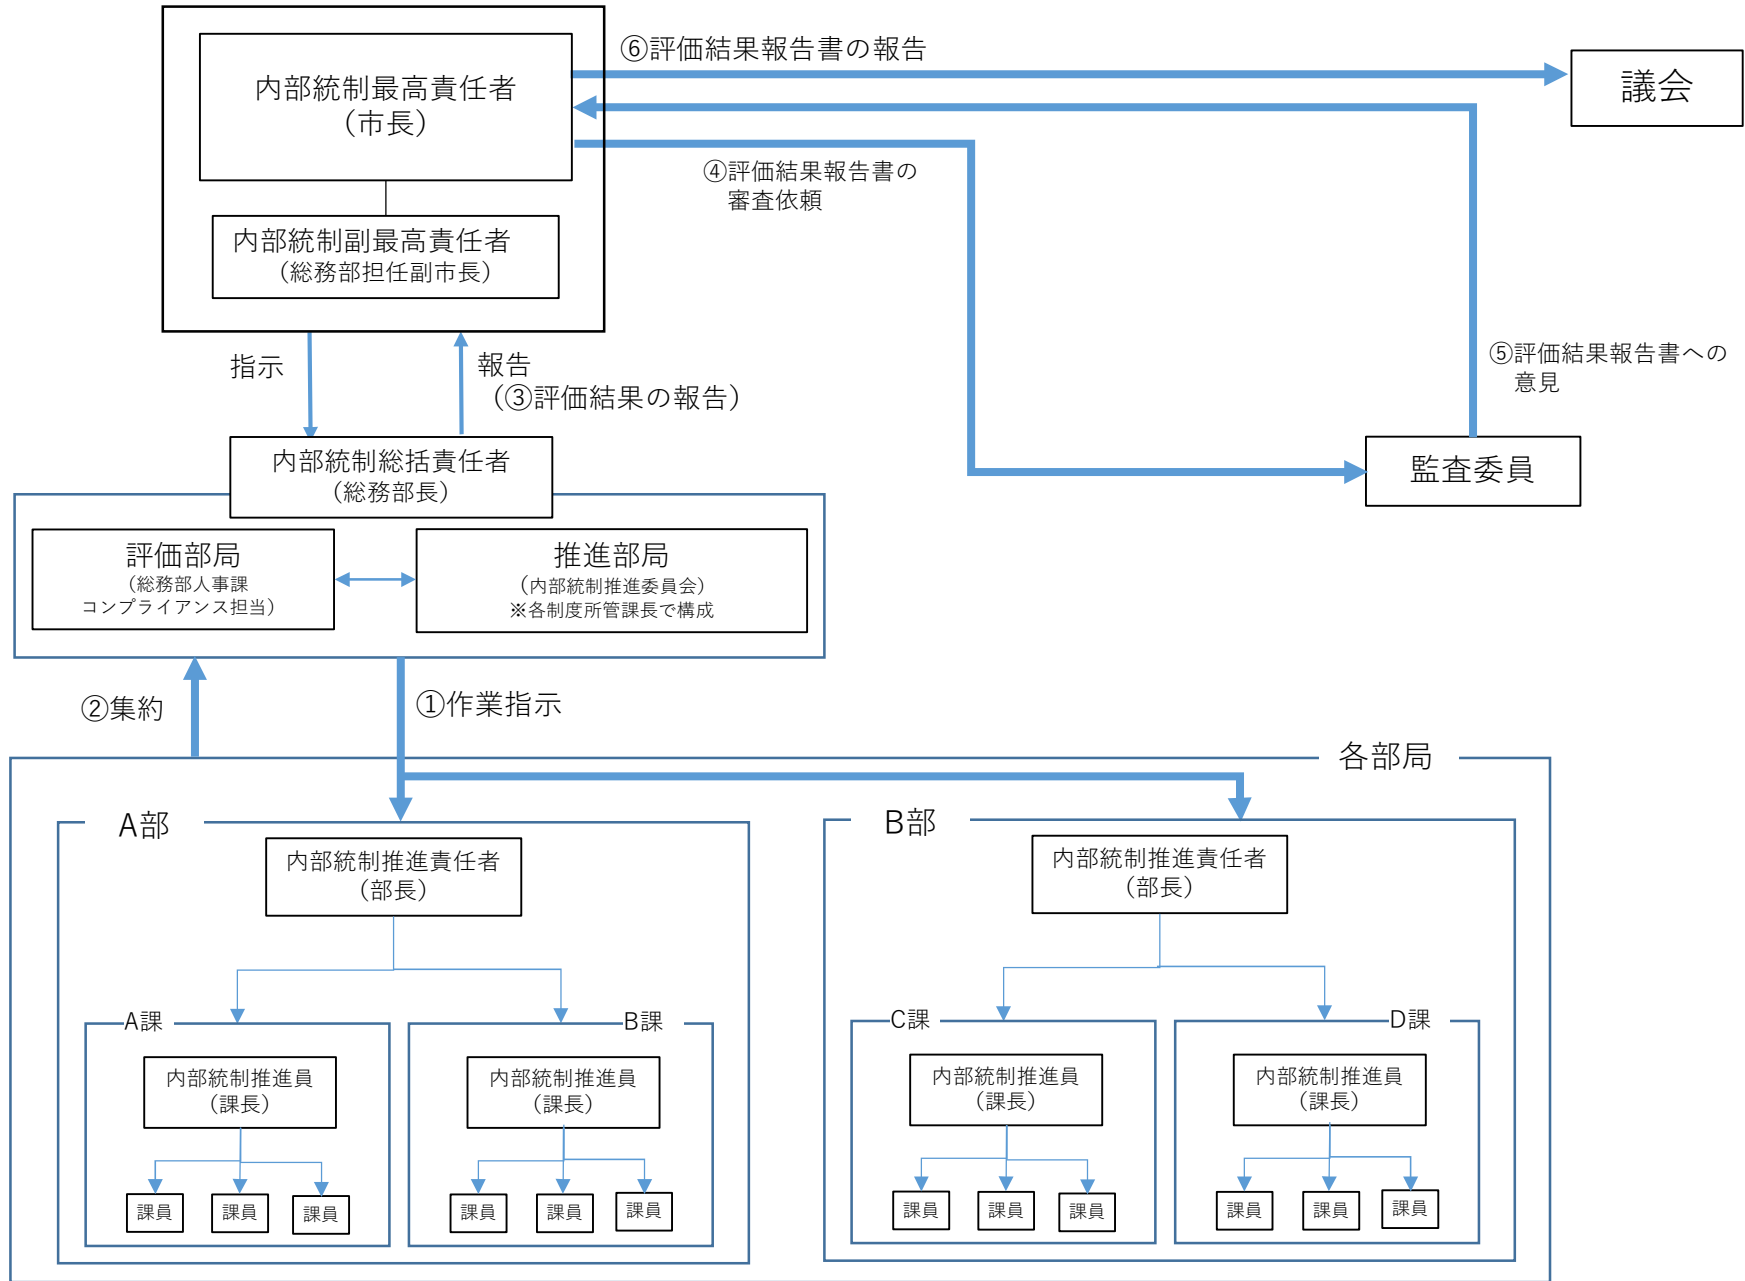 ⑥評価結果報告書の報告
議会
内部統制最高責任者
（市長）
④評価結果報告書の
審査依頼
内部統制副最高責任者
（総務部担任副市長）
指示
報告
（③評価結果の報告）
⑤評価結果報告書への
意見
内部統制総括責任者
（総務部長）
監査委員
評価部局
（総務部人事課
コンプライアンス担当）
推進部局
（内部統制推進委員会）
※各制度所管課長で構成
②集約
①作業指示
各部局
A部
内部統制推進責任者
（部長）
A課
内部統制推進員
（課長）
課員
課員
課員
B課
内部統制推進員
（課長）
課員
課員
課員
B部
内部統制推進責任者
（部長）
C課
内部統制推進員
（課長）
課員
課員
課員
D課
内部統制推進員
（課長）
課員
課員
課員